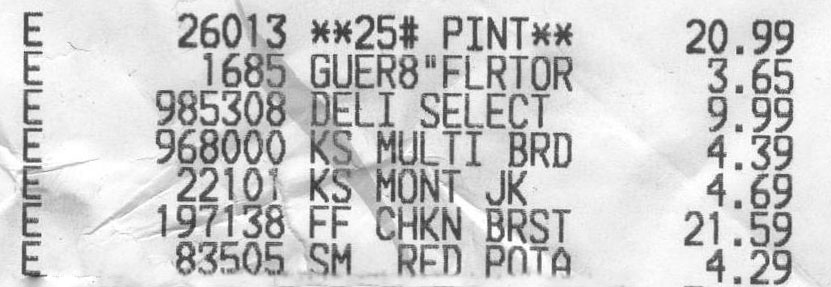 E 26013 **25# PINT** 20.99
E 1685 GUER8"FLRTOR 3.65
E 985308 DELI SELECT 9.99
E 968000 KS MULTI BRD 4.39
E 22101 KS MONT JK 4.69
E 197138 FF CHKN BRST 21.59
E 83505 SM RED POTA 4.29